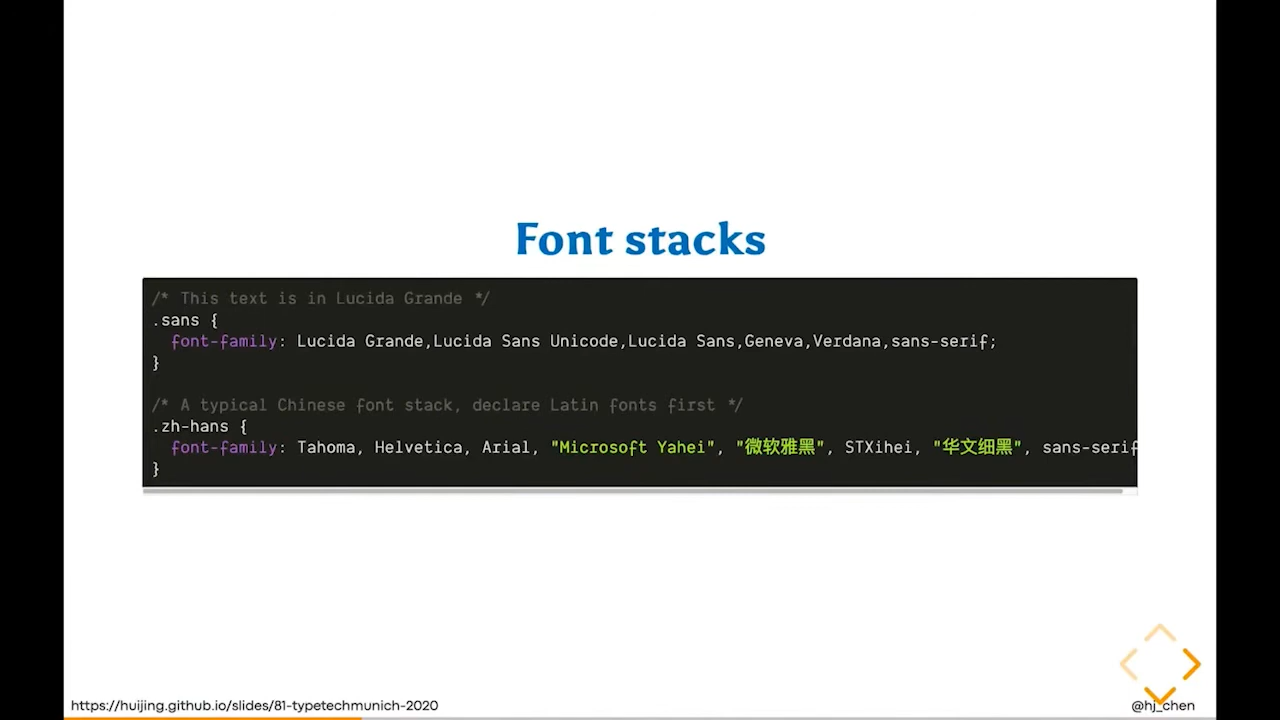 Font stacks
/* This text is in Lucida Grande */
.sans {
  font-family: Lucida Grande,Lucida Sans Unicode,Lucida Sans,Geneva,Verdana,sans-serif;
}
/* A typical Chinese font stack, declare Latin fonts first */
.zh-hans {
  font-family: Tahoma, Helvetica, Arial, "Microsoft Yahei", "微软雅黑", STXihei, "华文细黑", sans-serif
}
https://huijing.github.io/slides/81-typetechmunich-2020
@hj_chen